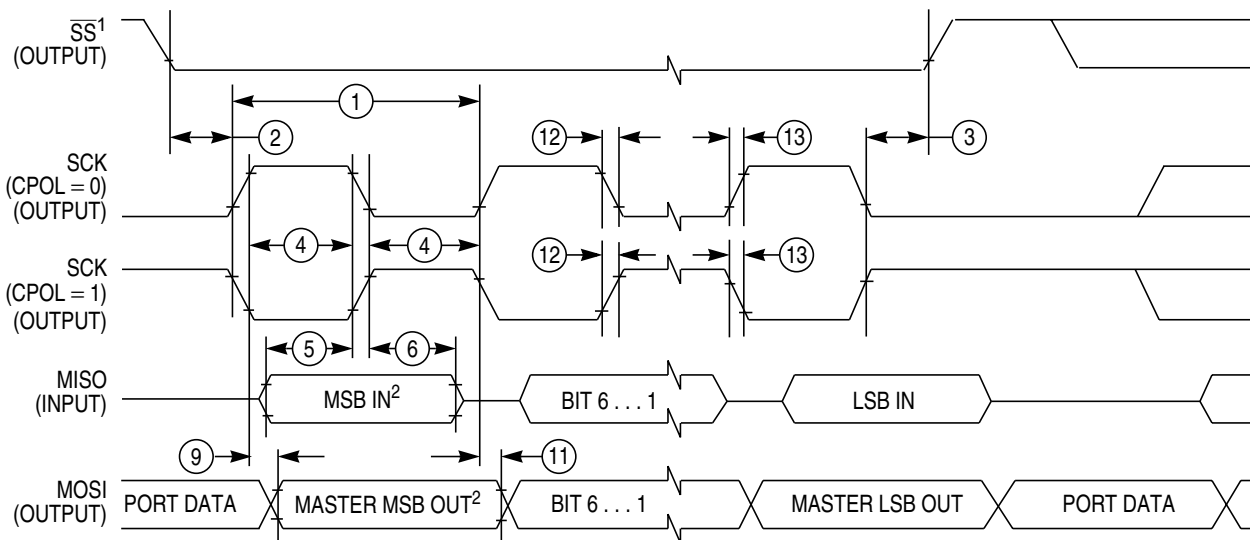 SS¹
(OUTPUT)
1
2
12
13
3
SCK
(CPOL = 0)
(OUTPUT)
4
4
SCK
(CPOL = 1)
(OUTPUT)
12
13
5
6
MISO
(INPUT)
MSB IN²
BIT 6 . . . 1
LSB IN
9
11
MOSI
(OUTPUT)
PORT DATA
MASTER MSB OUT²
BIT 6 . . . 1
MASTER LSB OUT
PORT DATA